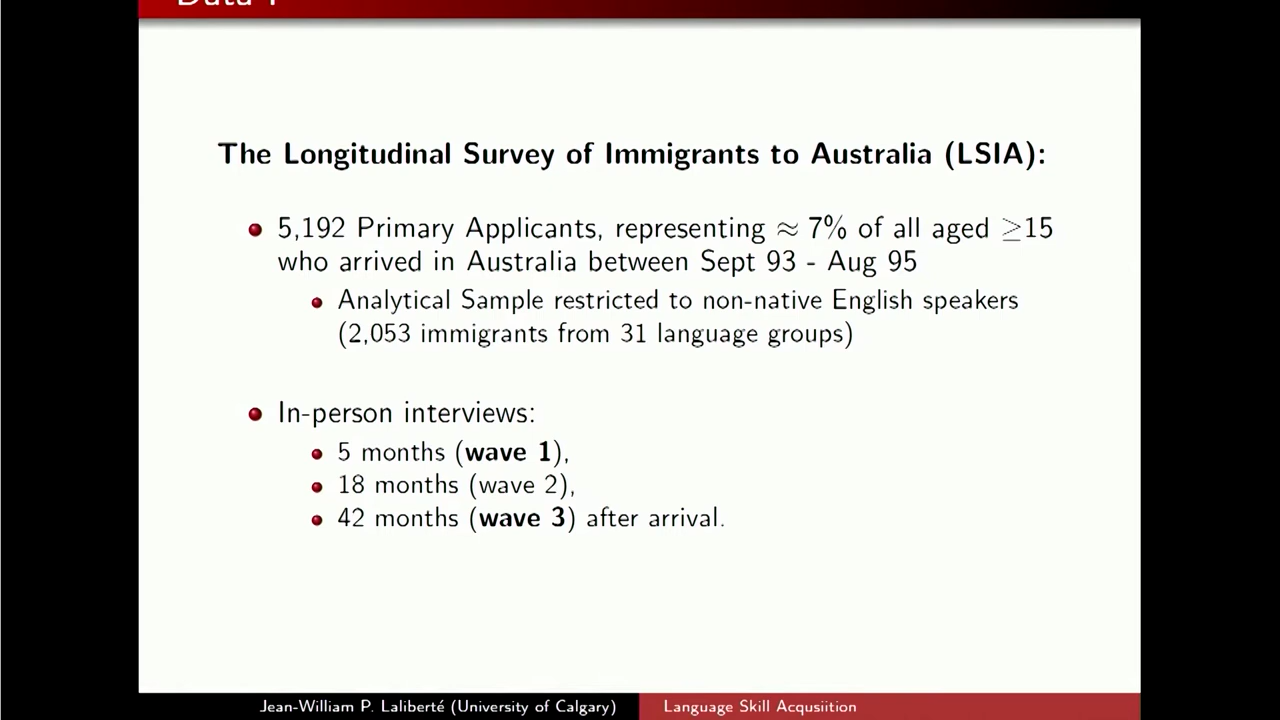 Data I
The Longitudinal Survey of Immigrants to Australia (LSIA):
5,192 Primary Applicants, representing ≈ 7% of all aged ≥15
who arrived in Australia between Sept 93 - Aug 95
Analytical Sample restricted to non-native English speakers
(2,053 immigrants from 31 language groups)
In-person interviews:
5 months (wave 1),
18 months (wave 2),
42 months (wave 3) after arrival.
Jean-William P. Laliberté (University of Calgary)
Language Skill Acqusiition